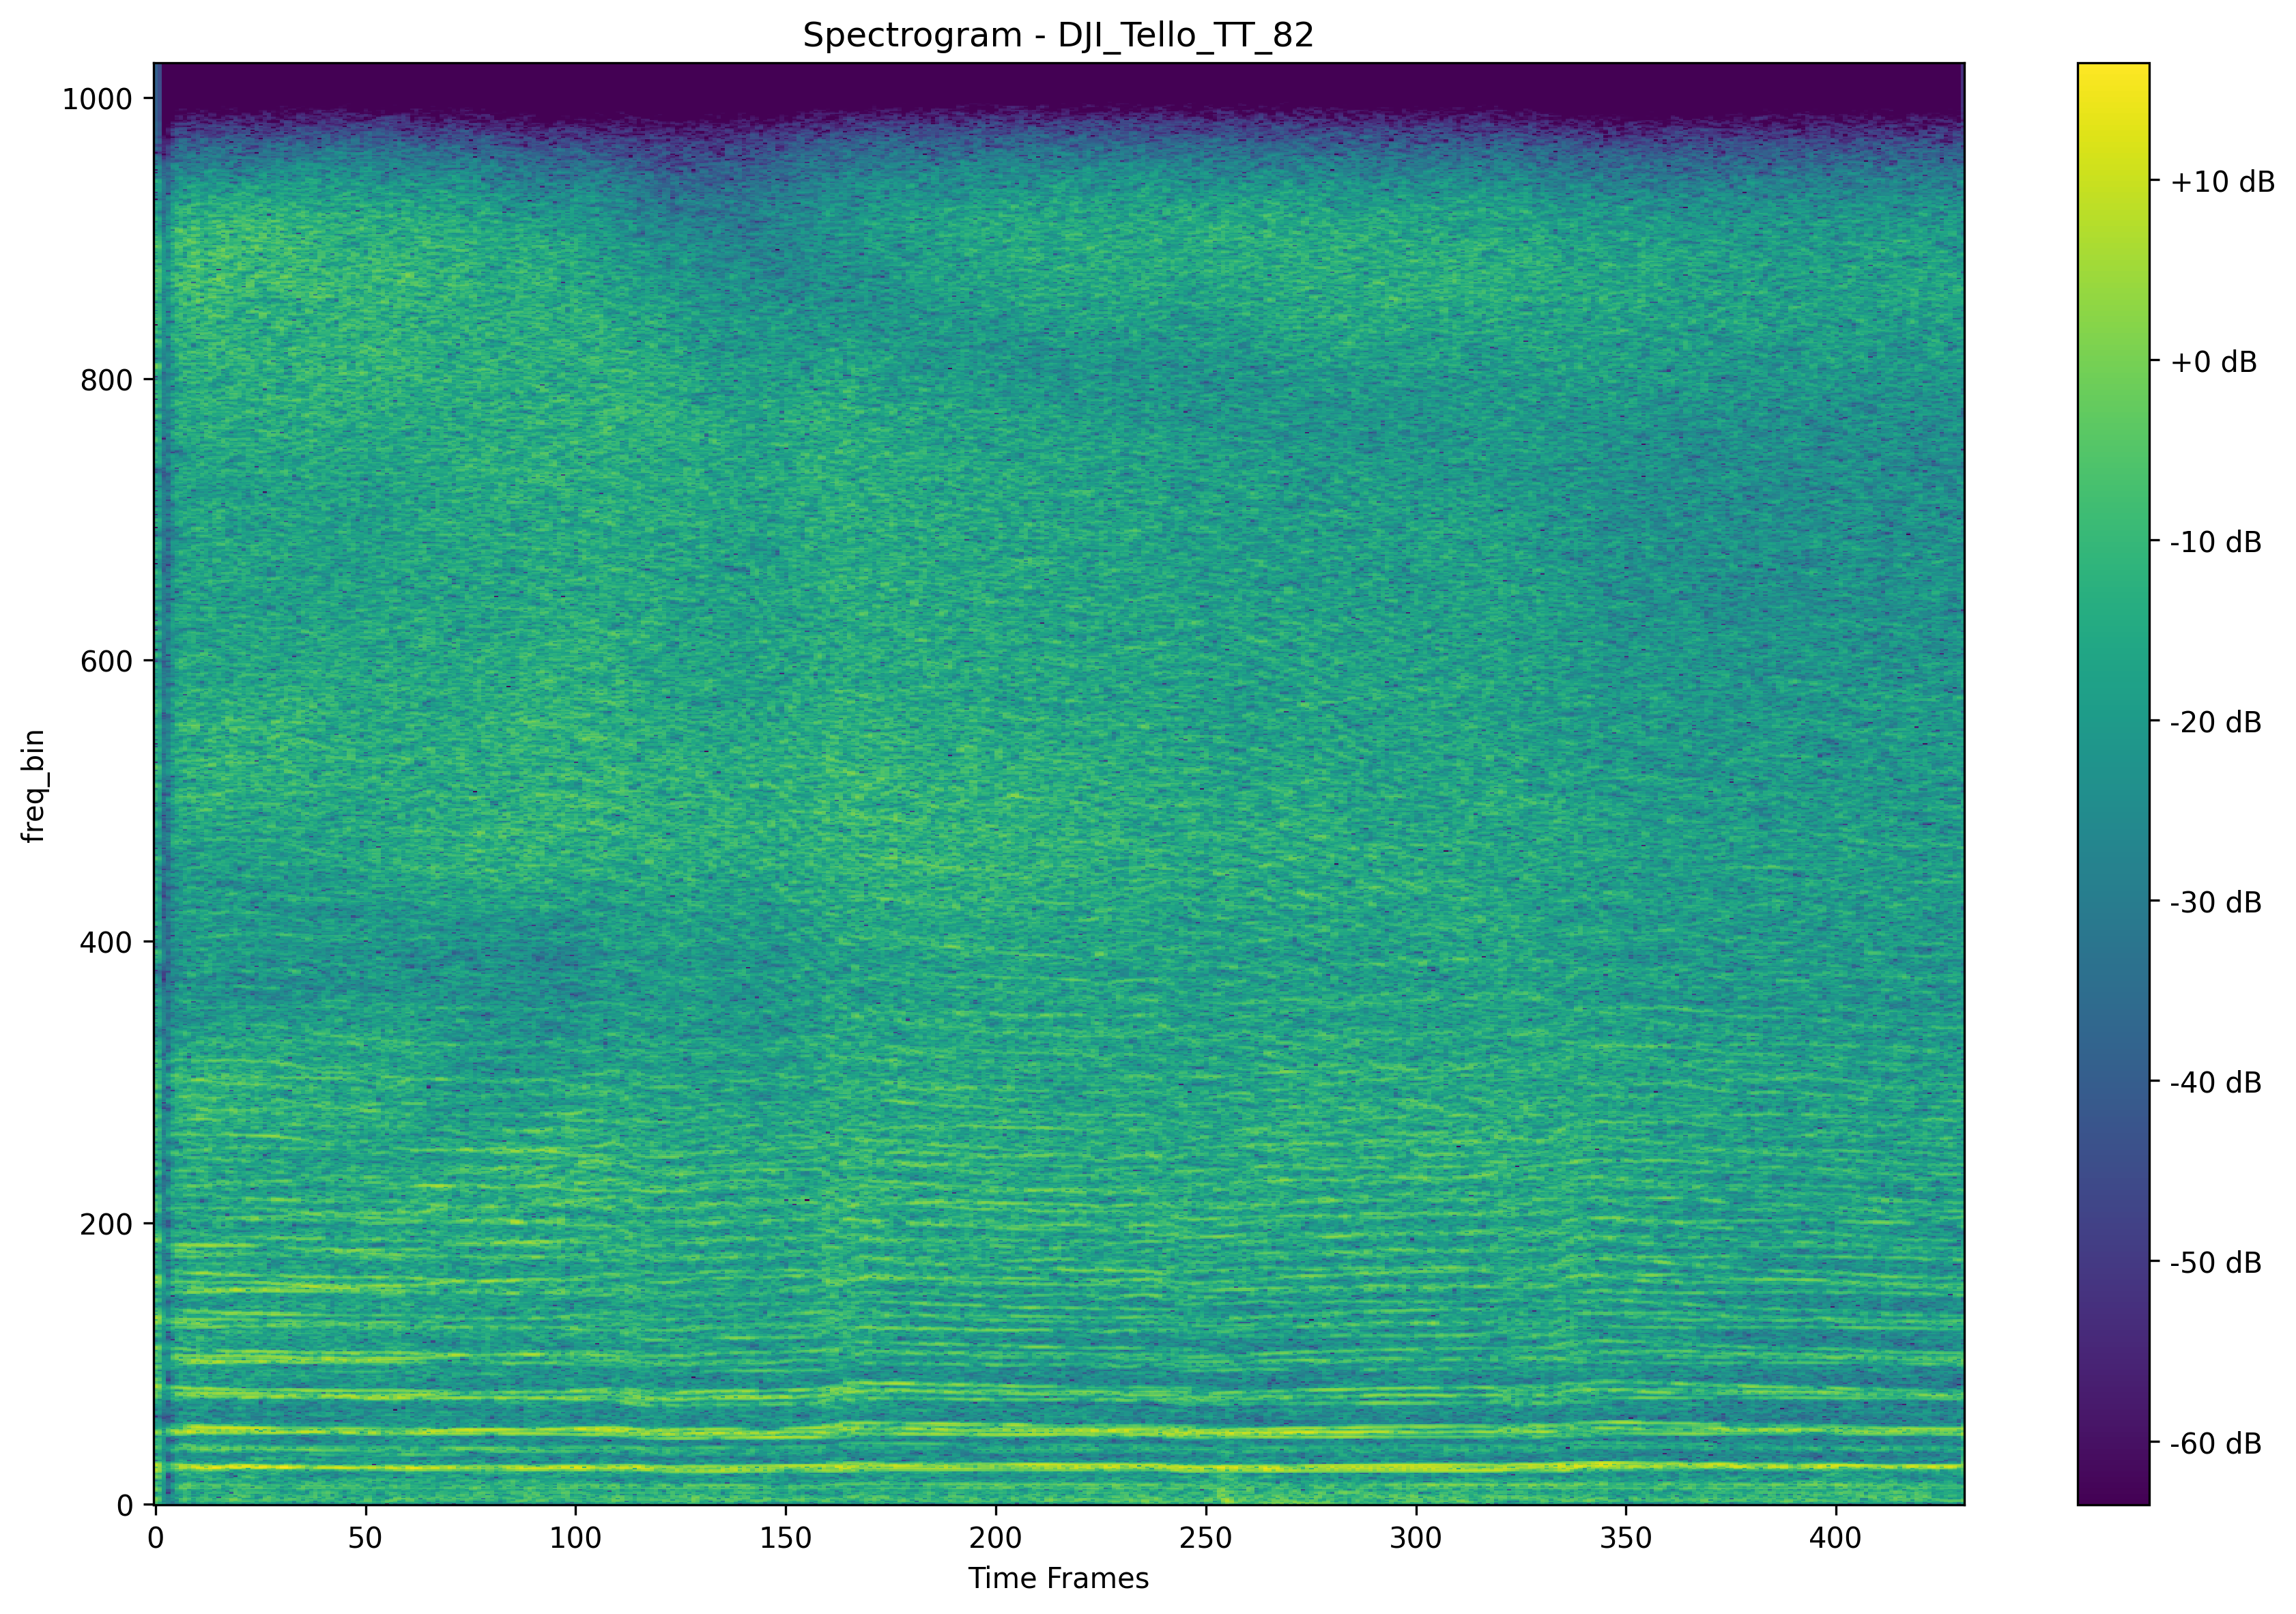 Spectrogram - DJI_Tello_TT_82
1000
800
600
400
200
0
freq_bin
0 50 100 150 200 250 300 350 400
Time Frames
+10 dB
+0 dB
-10 dB
-20 dB
-30 dB
-40 dB
-50 dB
-60 dB